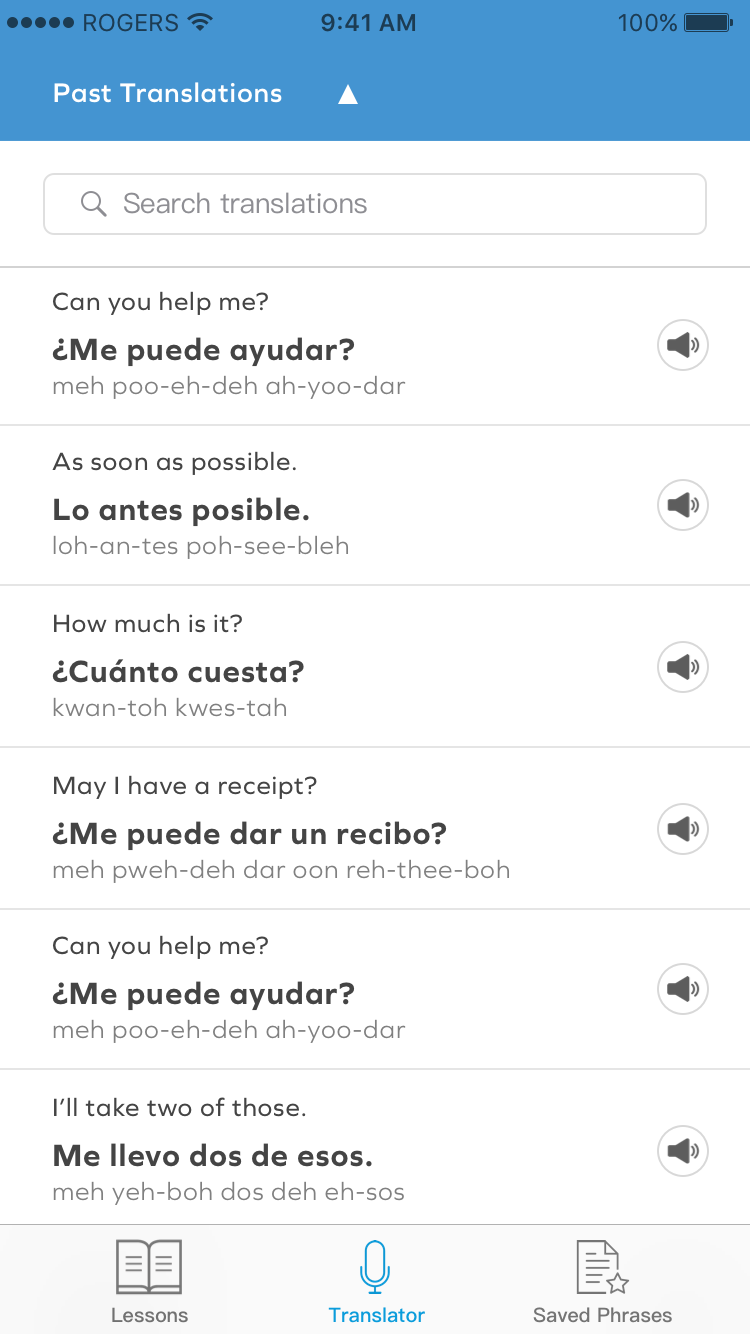 ROGERS 9:41 AM 100%
Past Translations ▲
Search translations
Can you help me?
¿Me puede ayudar?
meh poo-eh-deh ah-yoo-dar
As soon as possible.
Lo antes posible.
loh-an-tes poh-see-bleh
How much is it?
¿Cuánto cuesta?
kwan-toh kwes-tah
May I have a receipt?
¿Me puede dar un recibo?
meh pweh-deh dar oon reh-thee-boh
Can you help me?
¿Me puede ayudar?
meh poo-eh-deh ah-yoo-dar
I’ll take two of those.
Me llevo dos de esos.
meh yeh-boh dos deh eh-sos
Lessons Translator Saved Phrases